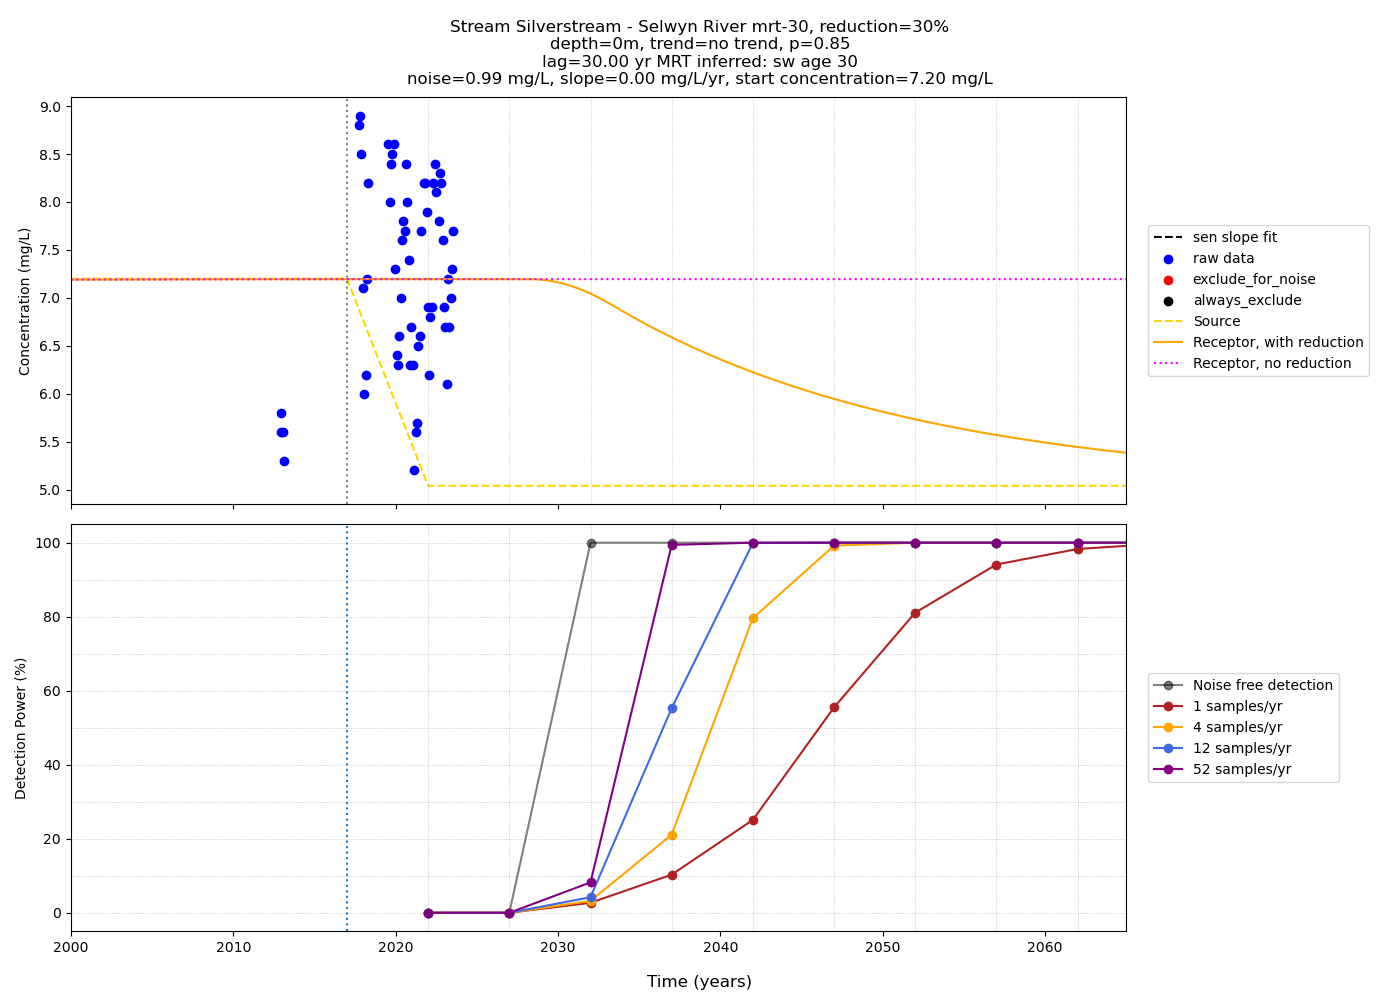 Stream Silverstream - Selwyn River mrt-30, reduction=30%
depth=0m, trend=no trend, p=0.85
lag=30.00 yr MRT inferred: sw age 30
noise=0.99 mg/L, slope=0.00 mg/L/yr, start concentration=7.20 mg/L
9.0
8.5
8.0
7.5
7.0
6.5
6.0
5.5
5.0
Concentration (mg/L)
sen slope fit
raw data
exclude_for_noise
always_exclude
Source
Receptor, with reduction
Receptor, no reduction
100
80
60
40
20
0
Detection Power (%)
Noise free detection
1 samples/yr
4 samples/yr
12 samples/yr
52 samples/yr
2000 2010 2020 2030 2040 2050 2060
Time (years)